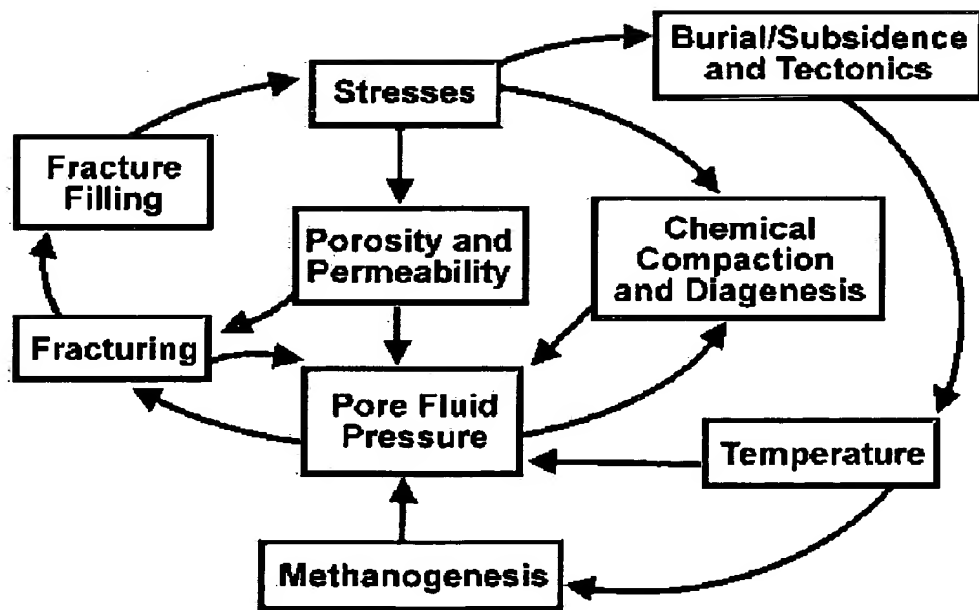 Burial/Subsidence
and Tectonics
Stresses
Fracture
Filling
Porosity and
Permeability
Chemical
Compaction
and Diagenesis
Fracturing
Pore Fluid
Pressure
Temperature
Methanogenesis